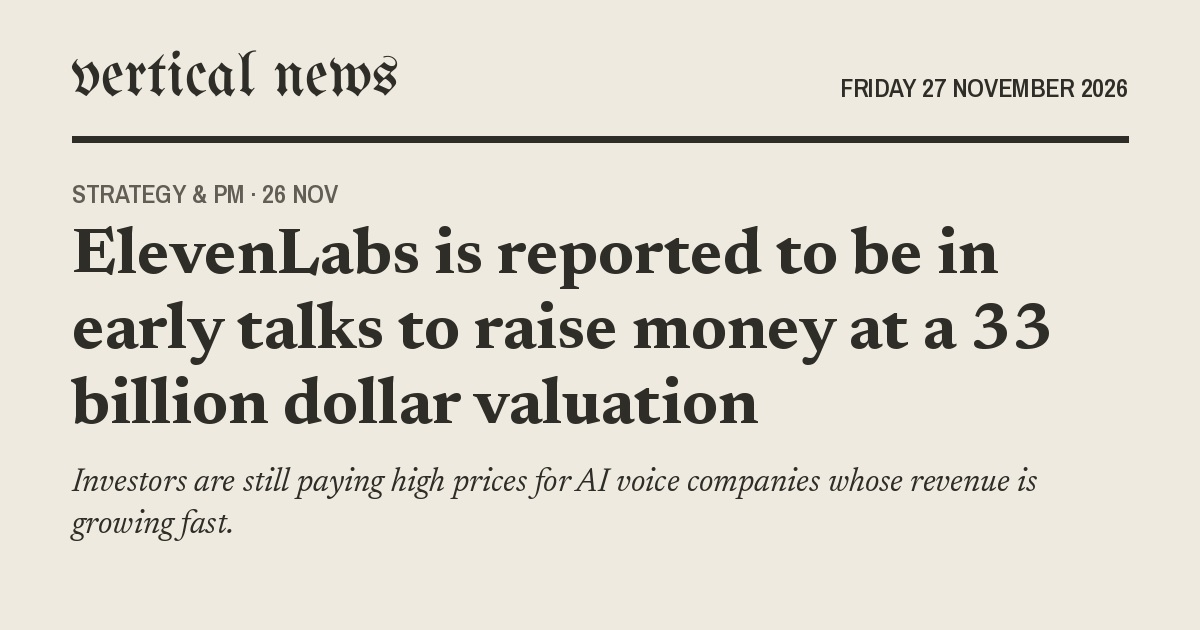 vertical news
FRIDAY 27 NOVEMBER 2026
STRATEGY & PM · 26 NOV
ElevenLabs is reported to be in
early talks to raise money at a 33
billion dollar valuation
Investors are still paying high prices for AI voice companies whose revenue is
growing fast.